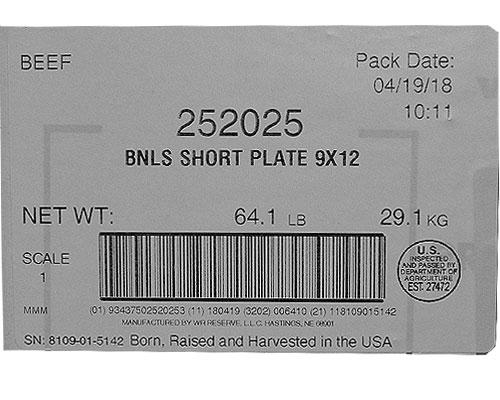 BEEF
Pack Date:
04/19/18
10:11
252025
BNLS SHORT PLATE 9X12
NET WT: 64.1 LB 29.1 KG
SCALE
1
U.S.
INSPECTED
AND PASSED BY
DEPARTMENT OF
AGRICULTURE
EST. 27472
MMM
(01) 93437502520253 (11) 180419 (3202) 006410 (21) 118109015142
MANUFACTURED BY WR RESERVE, L.L.C. HASTINGS, NE 68901
SN: 8109-01-5142 Born, Raised and Harvested in the USA